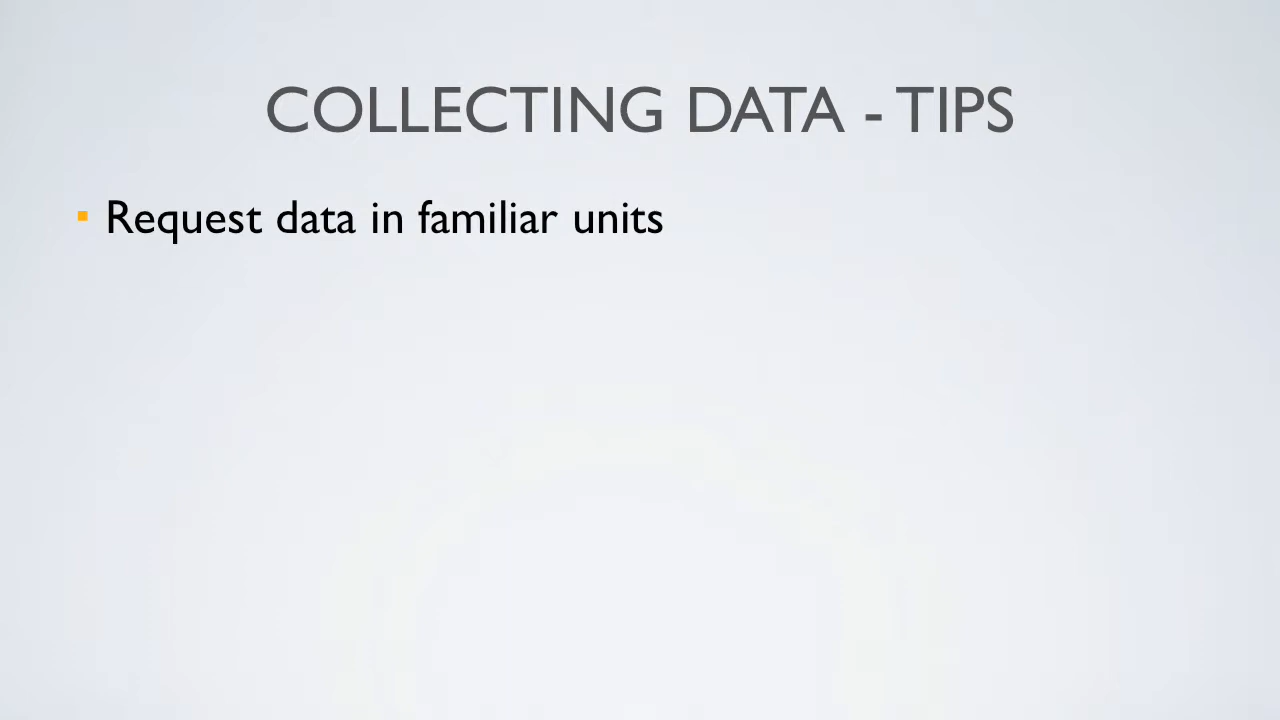 COLLECTING DATA - TIPS
▪ Request data in familiar units